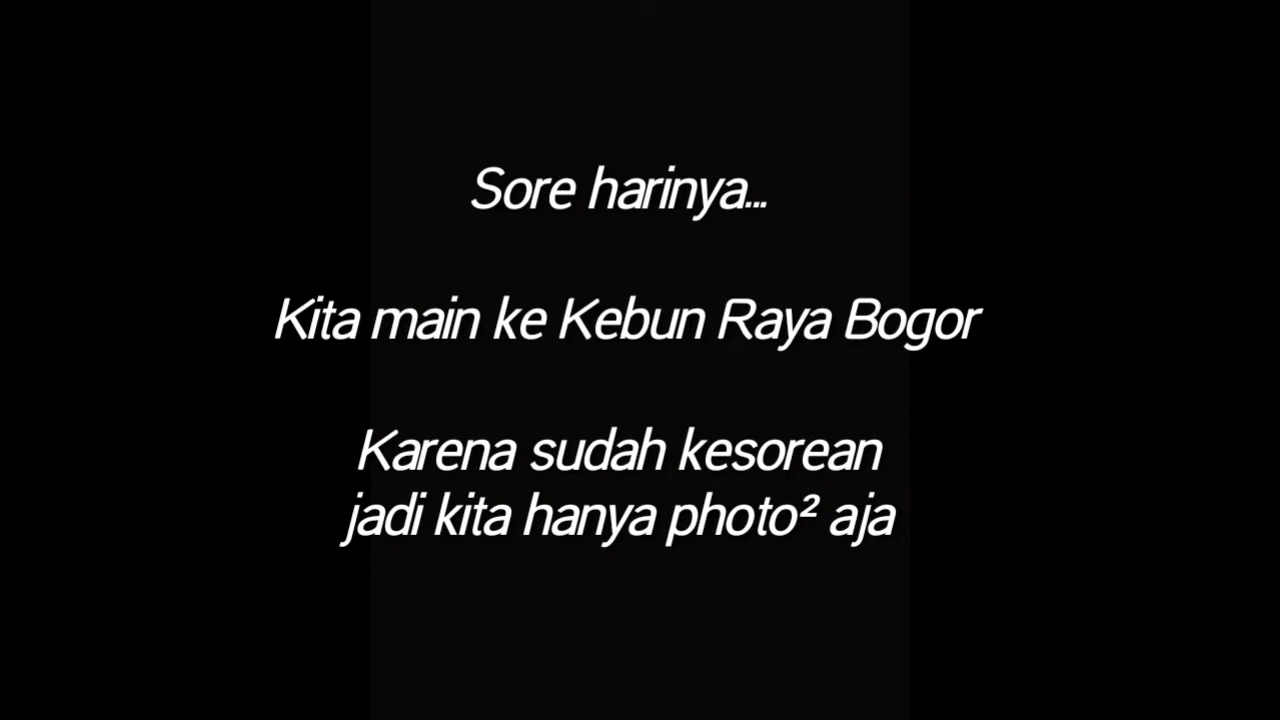 Sore harinya...
Kita main ke Kebun Raya Bogor
Karena sudah kesorean
jadi kita hanya photo² aja